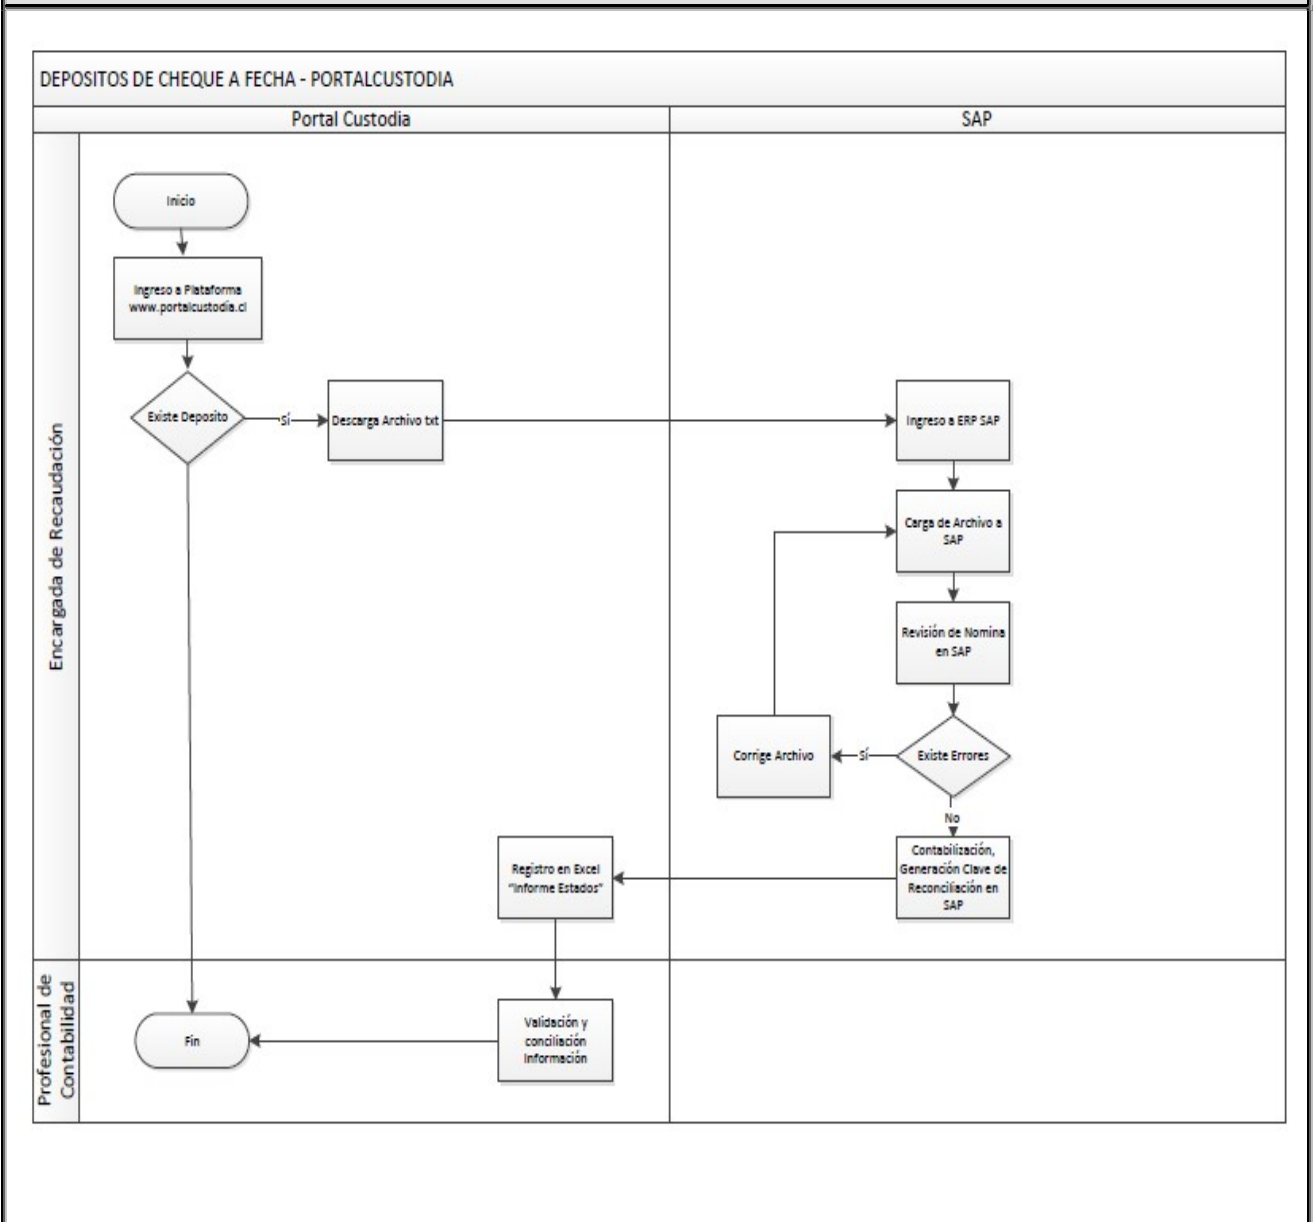 DEPOSITOS DE CHEQUE A FECHA - PORTALCUSTODIA
Portal Custodia
SAP
Encargada de Recaudación
Inicio
Ingreso a Plataforma
www.portalcustodia.cl
Existe Deposito
Sí
Descarga Archivo txt
Ingreso a ERP SAP
Carga de Archivo a
SAP
Revisión de Nomina
en SAP
Existe Errores
Sí
Corrige Archivo
No
Contabilización,
Generación Clave de
Reconciliación en
SAP
Registro en Excel
"Informe Estados"
Profesional de
Contabilidad
Validación y
conciliación
Información
Fin